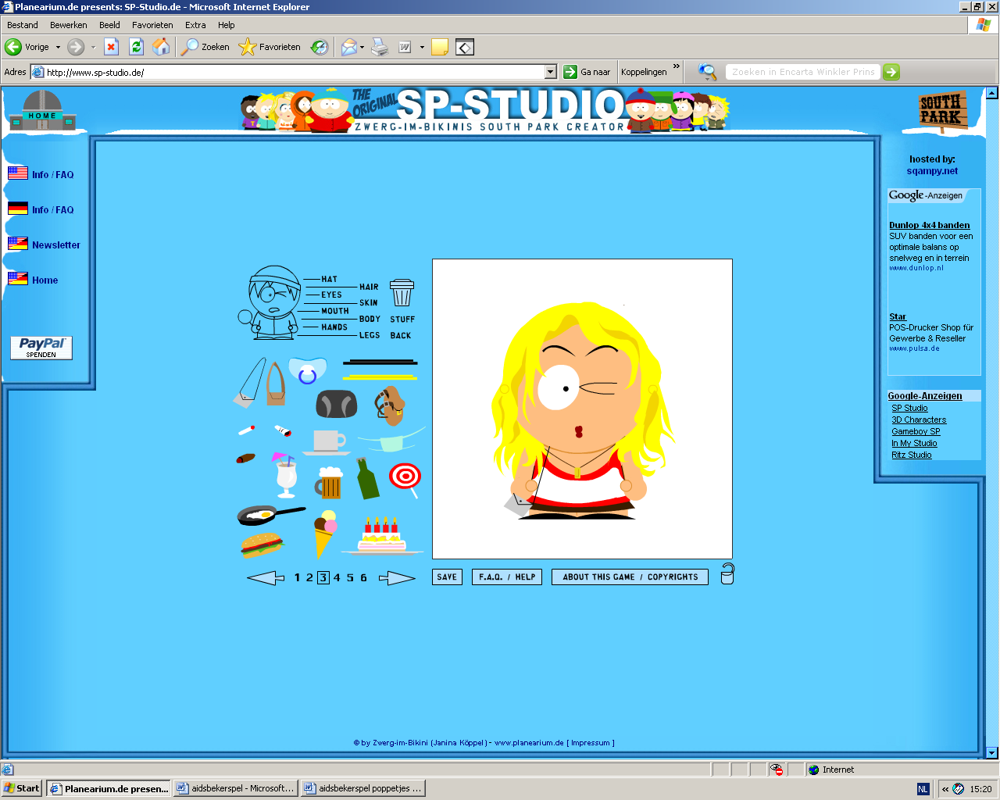 Planearium.de presents: SP-Studio.de - Microsoft Internet Explorer
Bestand Bewerken Beeld Favorieten Extra Help
Vorige Zoeken Favorieten
Adres http://www.sp-studio.de/ Ga naar Koppelingen » Zoeken in Encarta Winkler Prins
HOME
THE ORIGINAL SP-STUDIO
ZWERG-IM-BIKINIS SOUTH PARK CREATOR
SOUTH PARK
Info / FAQ
Info / FAQ
Newsletter
Home
PayPal
SPENDEN
HAT
HAIR
EYES
SKIN
MOUTH
BODY
HANDS
LEGS
STUFF
BACK
1 2 3 4 5 6
SAVE
F.A.Q. / HELP
ABOUT THIS GAME / COPYRIGHTS
hosted by:
sqampy.net
Google-Anzeigen
Dunlop 4x4 banden
SUV banden voor een
optimale balans op
snelweg en in terrein
www.dunlop.nl
Star
POS-Drucker Shop für
Gewerbe & Reseller
www.pulsa.de
Google-Anzeigen
SP Studio
3D Characters
Gameboy SP
In My Studio
Ritz Studio
© by Zwerg-im-Bikini (Janina Köppel) - www.planearium.de [ Impressum ]
Internet
Start Planearium.de presen... aidsbekerspel - Microsoft... aidsbekerspel poppetjes ... NL « 15:20